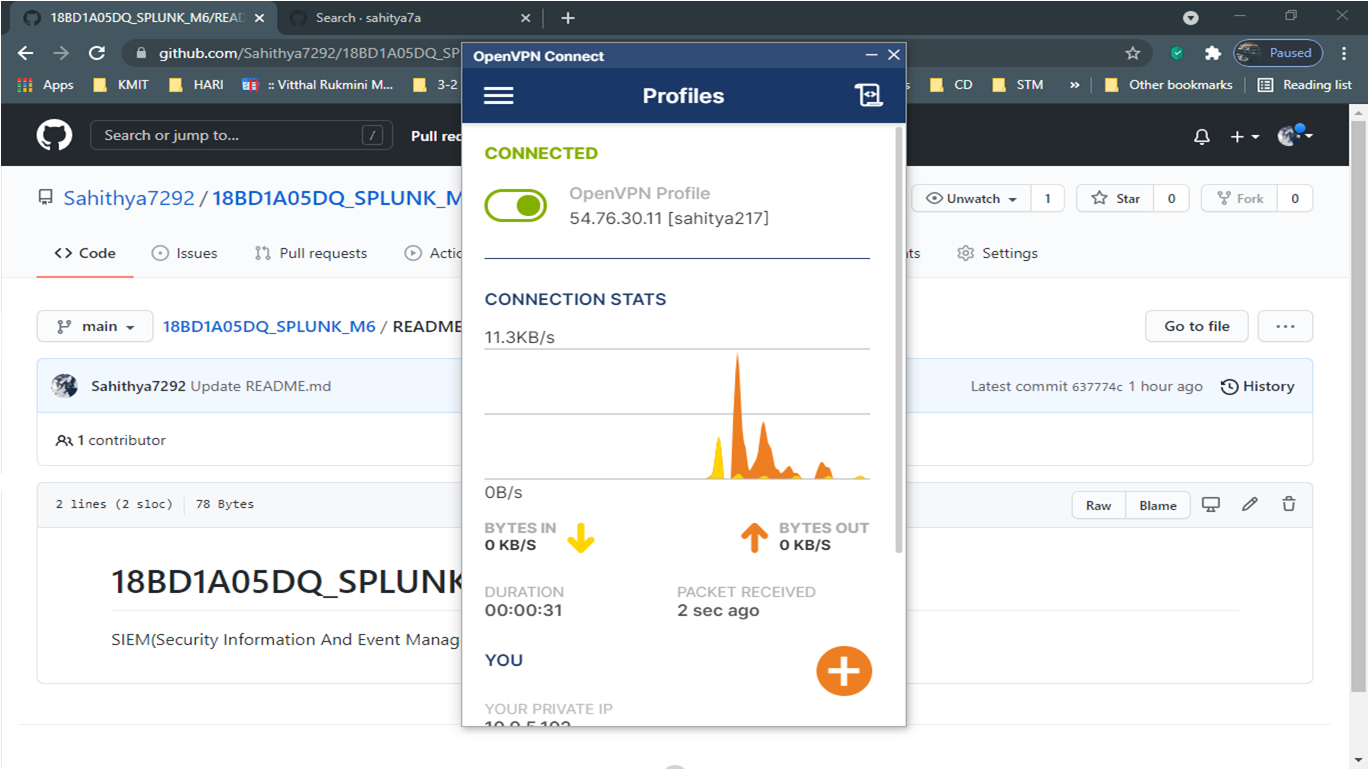 18BD1A05DQ_SPLUNK_M6/READ
Search · sahitya7a
github.com/Sahithya7292/18BD1A05DQ_SP
Paused
Apps
KMIT
HARI
:: Vitthal Rukmini M...
3-2
CD
STM
»
Other bookmarks
Reading list
OpenVPN Connect
Profiles
Search or jump to...
/
Pull req
Sahithya7292 / 18BD1A05DQ_SPLUNK_M
Unwatch
1
Star
0
Fork
0
<> Code
Issues
Pull requests
Actio
nts
Settings
main
18BD1A05DQ_SPLUNK_M6 / README
Go to file
...
Sahithya7292 Update README.md
Latest commit 637774c 1 hour ago
History
1 contributor
2 lines (2 sloc)
78 Bytes
Raw
Blame
18BD1A05DQ_SPLUNK
SIEM(Security Information And Event Manag
CONNECTED
OpenVPN Profile
54.76.30.11 [sahitya217]
CONNECTION STATS
11.3KB/s
0B/s
BYTES IN
0 KB/S
BYTES OUT
0 KB/S
DURATION
00:00:31
PACKET RECEIVED
2 sec ago
YOU
YOUR PRIVATE IP